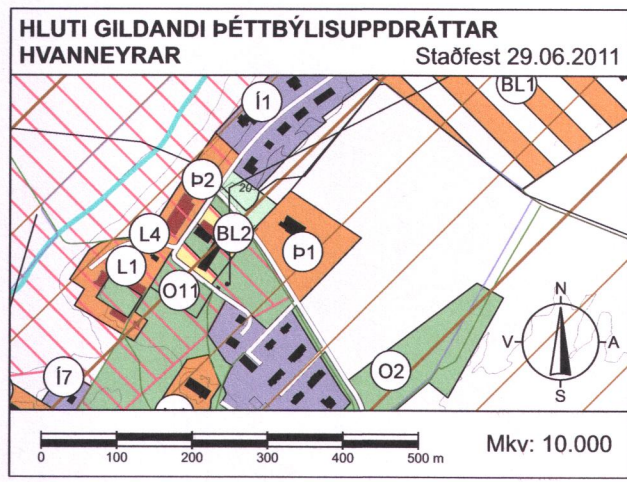 HLUTI GILDANDI ÞÉTTBÝLISUPPDRÁTTAR
HVANNEYRAR Staðfest 29.06.2011
BL1
Í1
Þ2
20
L4
BL2
Þ1
L1
O11
N
V A
S
O2
Í7
0 100 200 300 400 500 m
Mkv: 10.000